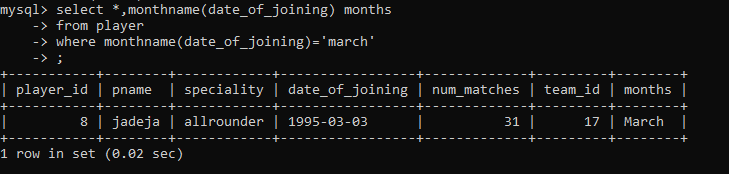 mysql> select *,monthname(date_of_joining) months
    -> from player
    -> where monthname(date_of_joining)='march'
    -> ;
+-----------+--------+------------+-----------------+-------------+---------+--------+
| player_id | pname  | speciality | date_of_joining | num_matches | team_id | months |
+-----------+--------+------------+-----------------+-------------+---------+--------+
|         8 | jadeja | allrounder | 1995-03-03      |          31 |      17 | March  |
+-----------+--------+------------+-----------------+-------------+---------+--------+
1 row in set (0.02 sec)